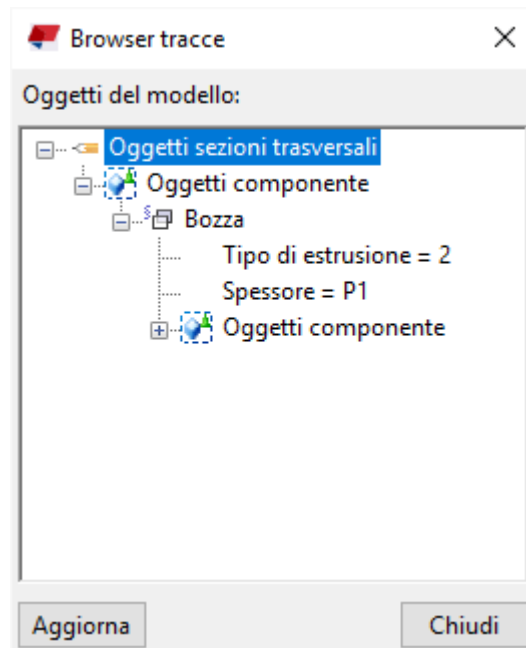 Browser tracce
Oggetti del modello:
Oggetti sezioni trasversali
Oggetti componente
Bozza
Tipo di estrusione = 2
Spessore = P1
Oggetti componente
Aggiorna
Chiudi